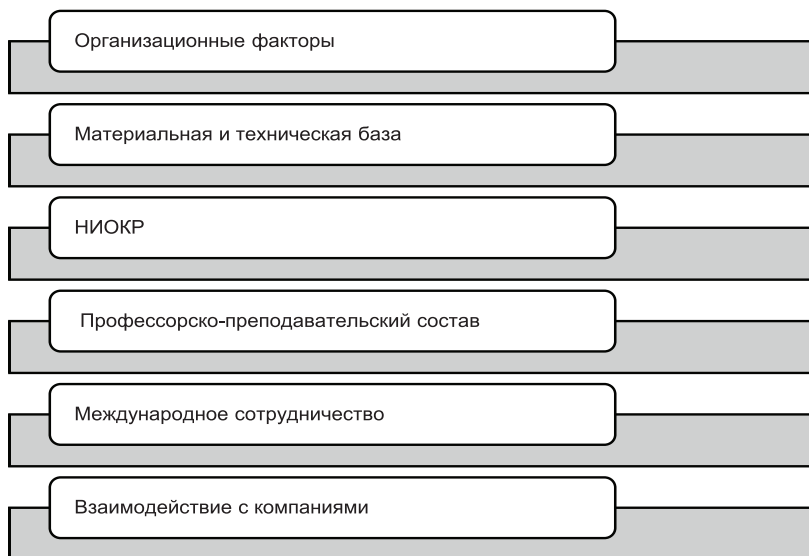 Организационные факторы
Материальная и техническая база
НИОКР
Профессорско-преподавательский состав
Международное сотрудничество
Взаимодействие с компаниями